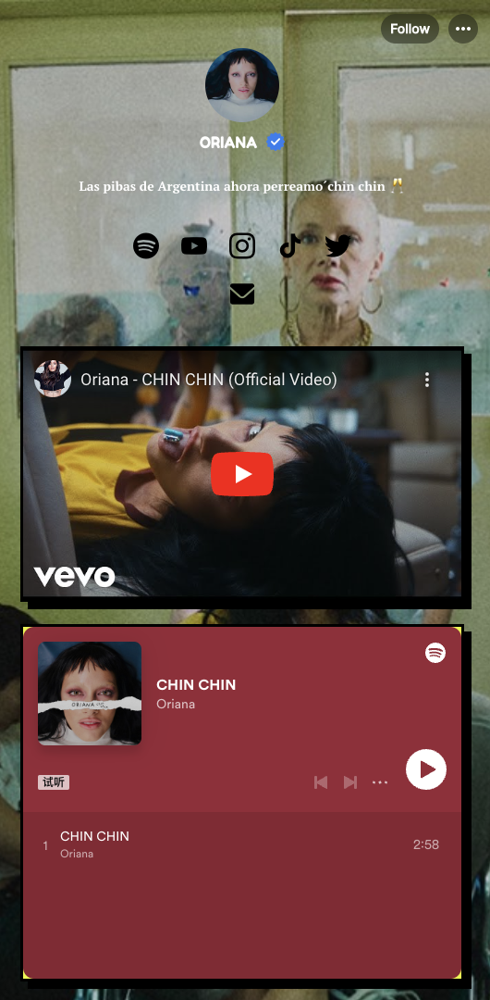 Follow
ORIANA
Las pibas de Argentina ahora perreamo´chin chin 🥂
Oriana - CHIN CHIN (Official Video)
vevo
ORIANA
CHIN CHIN
Oriana
试听
1
CHIN CHIN
Oriana
2:58